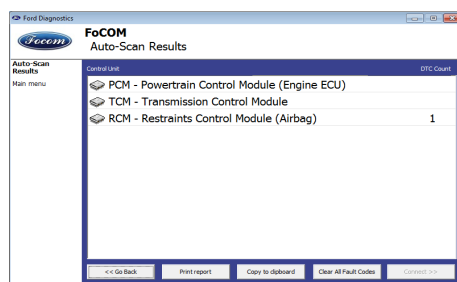 Ford Diagnostics
Focom
FoCOM
Auto-Scan Results
Auto-Scan
Results
Main menu
Control Unit DTC Count
PCM - Powertrain Control Module (Engine ECU)
TCM - Transmission Control Module
RCM - Restraints Control Module (Airbag) 1
<< Go Back Print report Copy to clipboard Clear All Fault Codes Connect >>